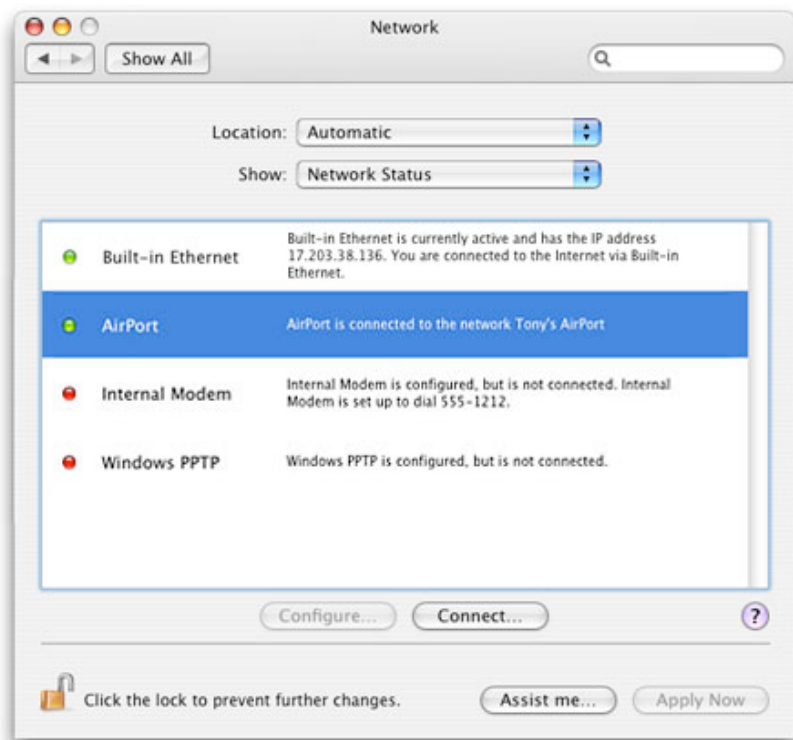 Network
Show All
Location: Automatic
Show: Network Status
Built-in Ethernet
Built-in Ethernet is currently active and has the IP address
17.203.38.136. You are connected to the Internet via Built-in
Ethernet.
AirPort
AirPort is connected to the network Tony's AirPort
Internal Modem
Internal Modem is configured, but is not connected. Internal
Modem is set up to dial 555-1212.
Windows PPTP
Windows PPTP is configured, but is not connected.
Configure...
Connect...
?
Click the lock to prevent further changes.
Assist me...
Apply Now